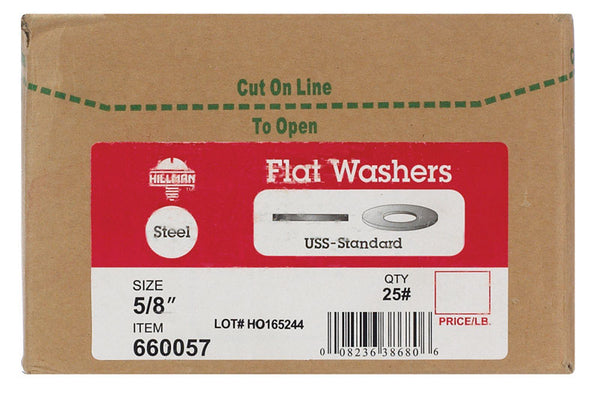 Cut On Line
To Open
HILLMAN
Flat Washers
Steel
USS-Standard
SIZE
5/8"
ITEM
660057
LOT# HO165244
QTY
25#
PRICE/LB.
0 08236 38680 6